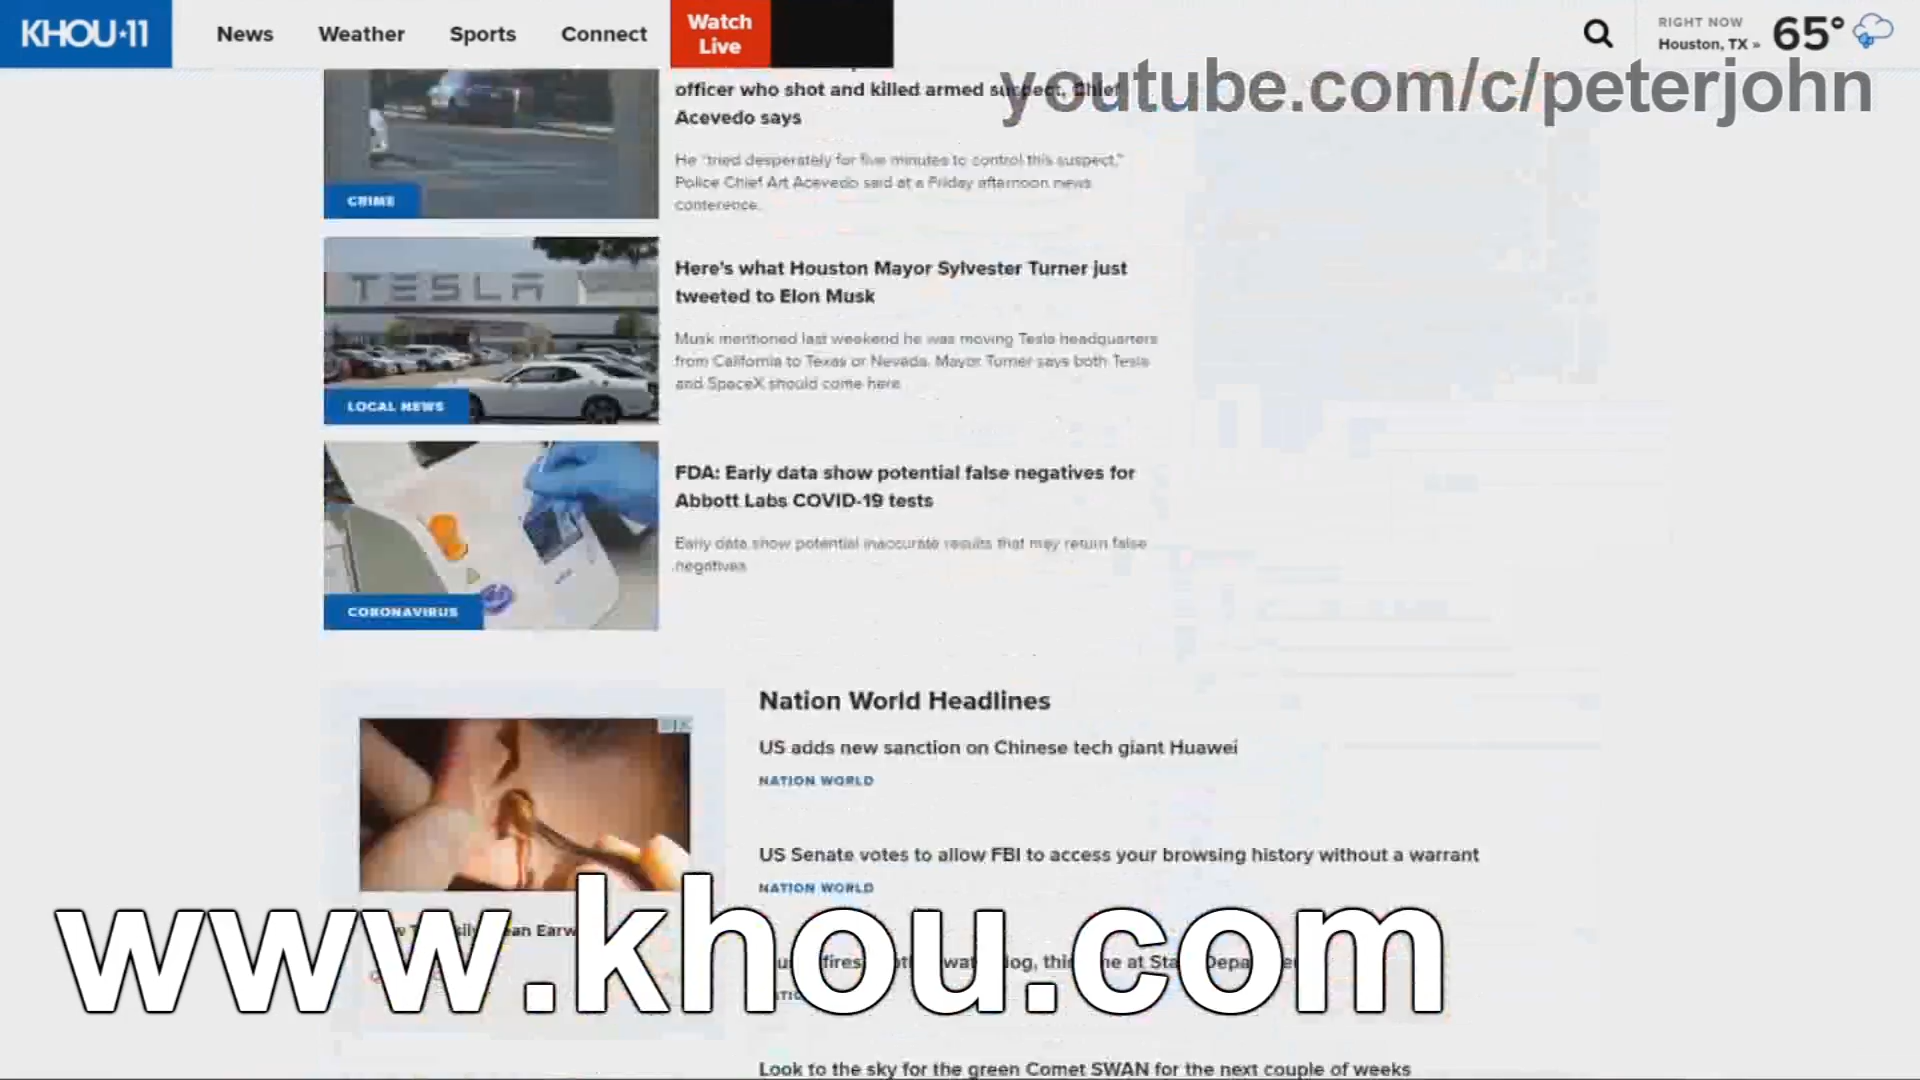 KHOU★11
News
Weather
Sports
Connect
Watch
Live
RIGHT NOW
Houston, TX »
65°
youtube.com/c/peterjohn
officer who shot and killed armed suspect, Chief
Acevedo says
He "tried desperately for five minutes to control this suspect,"
Police Chief Art Acevedo said at a Friday afternoon news
conference.
CRIME
TESLA
Here's what Houston Mayor Sylvester Turner just
tweeted to Elon Musk
Musk mentioned last weekend he was moving Tesla headquarters
from California to Texas or Nevada. Mayor Turner says both Tesla
and SpaceX should come here
LOCAL NEWS
FDA: Early data show potential false negatives for
Abbott Labs COVID-19 tests
Early data show potential inaccurate results that may return false
negatives
CORONAVIRUS
Nation World Headlines
US adds new sanction on Chinese tech giant Huawei
NATION WORLD
US Senate votes to allow FBI to access your browsing history without a warrant
NATION WORLD
www.khou.com
Look to the sky for the green Comet SWAN for the next couple of weeks